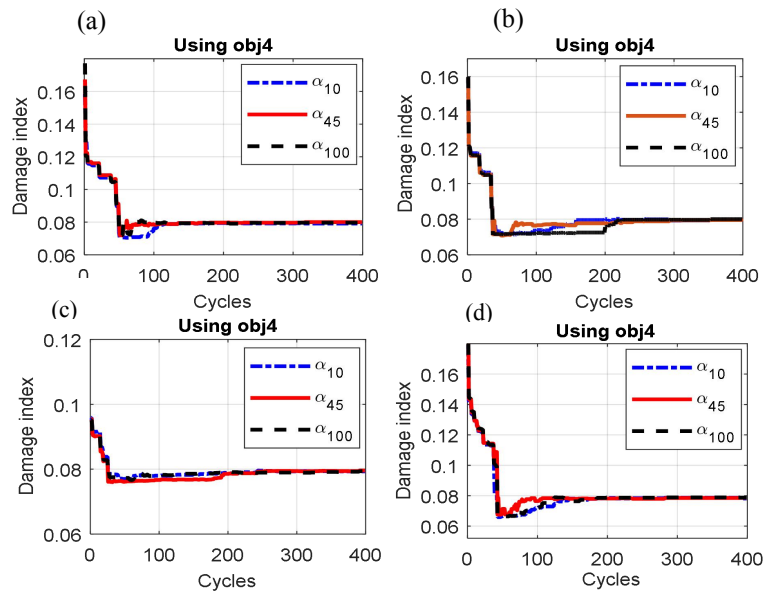 (a)
Using obj4
Damage index
0.16
0.14
0.12
0.1
0.08
0.06
0 100 200 300 400
Cycles
α10
α45
α100
(b)
Using obj4
Damage index
0.16
0.14
0.12
0.1
0.08
0.06
0 100 200 300 400
α10
α45
α100
(c)
Using obj4
Damage index
0.12
0.1
0.08
0.06
0 100 200 300 400
Cycles
α10
α45
α100
(d)
Using obj4
Damage index
0.16
0.14
0.12
0.1
0.08
0.06
0 100 200 300 400
Cycles
α10
α45
α100